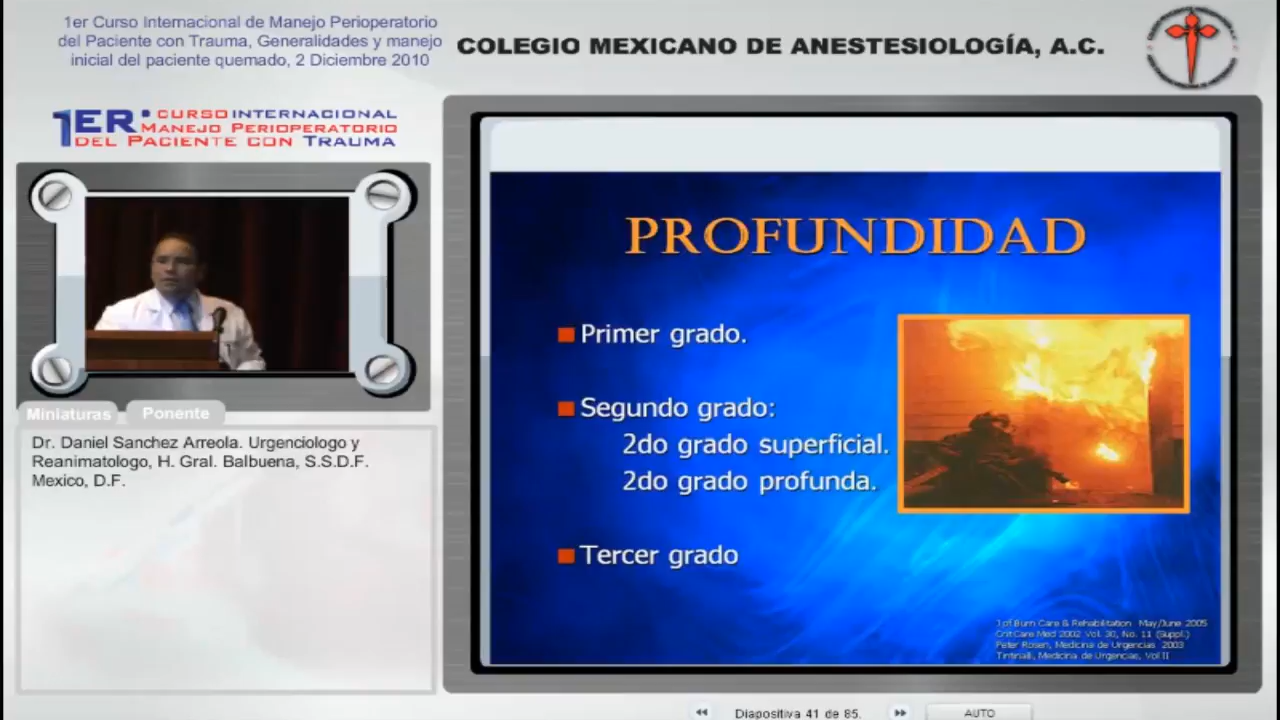 1er Curso Internacional de Manejo Perioperatorio
del Paciente con Trauma, Generalidades y manejo
inicial del paciente quemado, 2 Diciembre 2010
COLEGIO MEXICANO DE ANESTESIOLOGÍA, A.C.
1ER. CURSO INTERNACIONAL
MANEJO PERIOPERATORIO
DEL PACIENTE CON TRAUMA
Miniaturas
Ponente
Dr. Daniel Sanchez Arreola. Urgenciologo y
Reanimatologo, H. Gral. Balbuena, S.S.D.F.
Mexico, D.F.
PROFUNDIDAD
Primer grado.
Segundo grado:
2do grado superficial.
2do grado profunda.
Tercer grado
J of Burn Care & Rehabilitation May/June 2005
Crit Care Med 2002 Vol. 30, No. 11 (Suppl.)
Peter Rosen, Medicina de Urgencias 2003
Tintinalli, Medicina de Urgencias, Vol II
Diapositiva 41 de 85.
AUTO